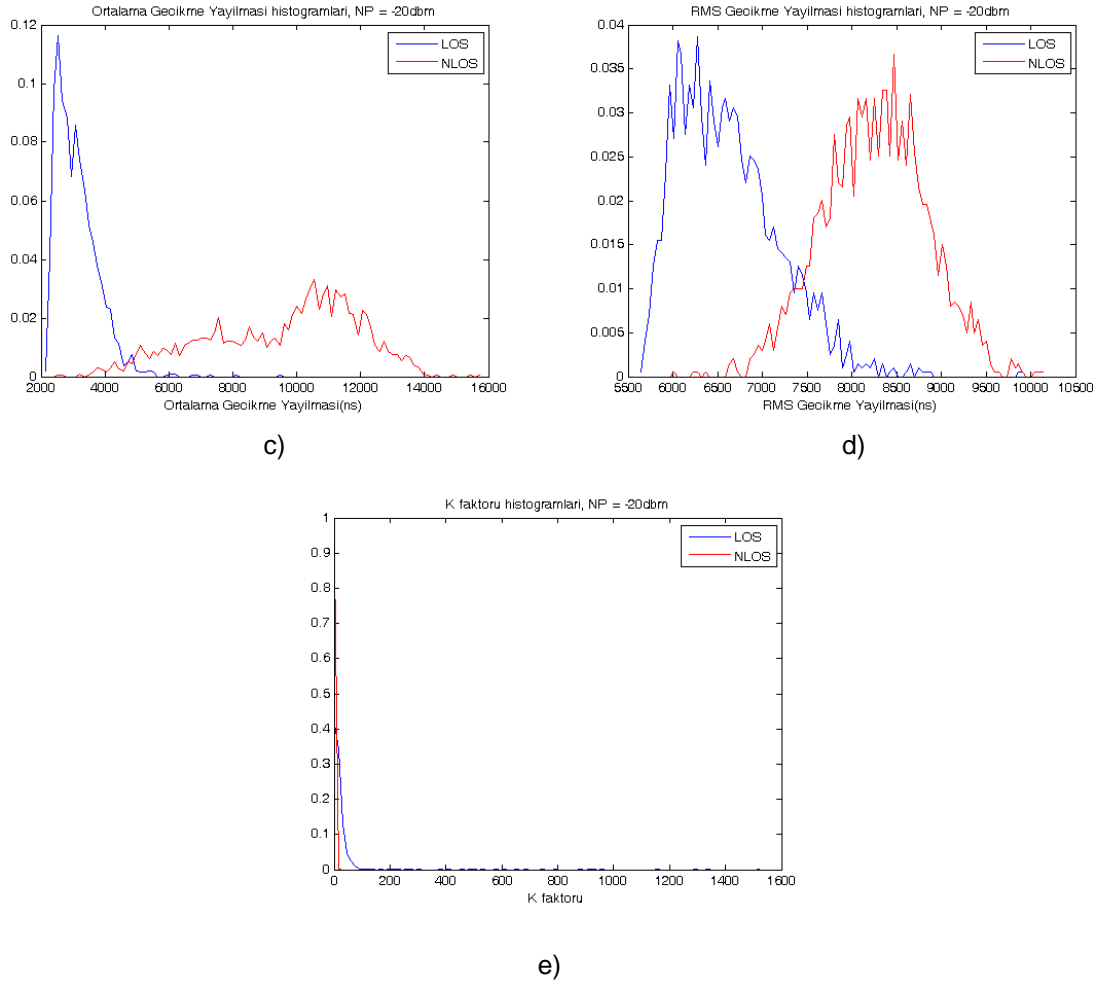 Ortalama Gecikme Yayilmasi histogramlari, NP = -20dbm
0.12
0.1
0.08
0.06
0.04
0.02
0
2000 4000 6000 8000 10000 12000 14000 16000
Ortalama Gecikme Yayilmasi(ns)
LOS
NLOS
c)
RMS Gecikme Yayilmasi histogramlari, NP = -20dbm
0.04
0.035
0.03
0.025
0.02
0.015
0.01
0.005
0
5500 6000 6500 7000 7500 8000 8500 9000 9500 10000 10500
RMS Gecikme Yayilmasi(ns)
LOS
NLOS
d)
K faktoru histogramlari, NP = -20dbm
1
0.9
0.8
0.7
0.6
0.5
0.4
0.3
0.2
0.1
0
0 200 400 600 800 1000 1200 1400 1600
K faktoru
LOS
NLOS
e)